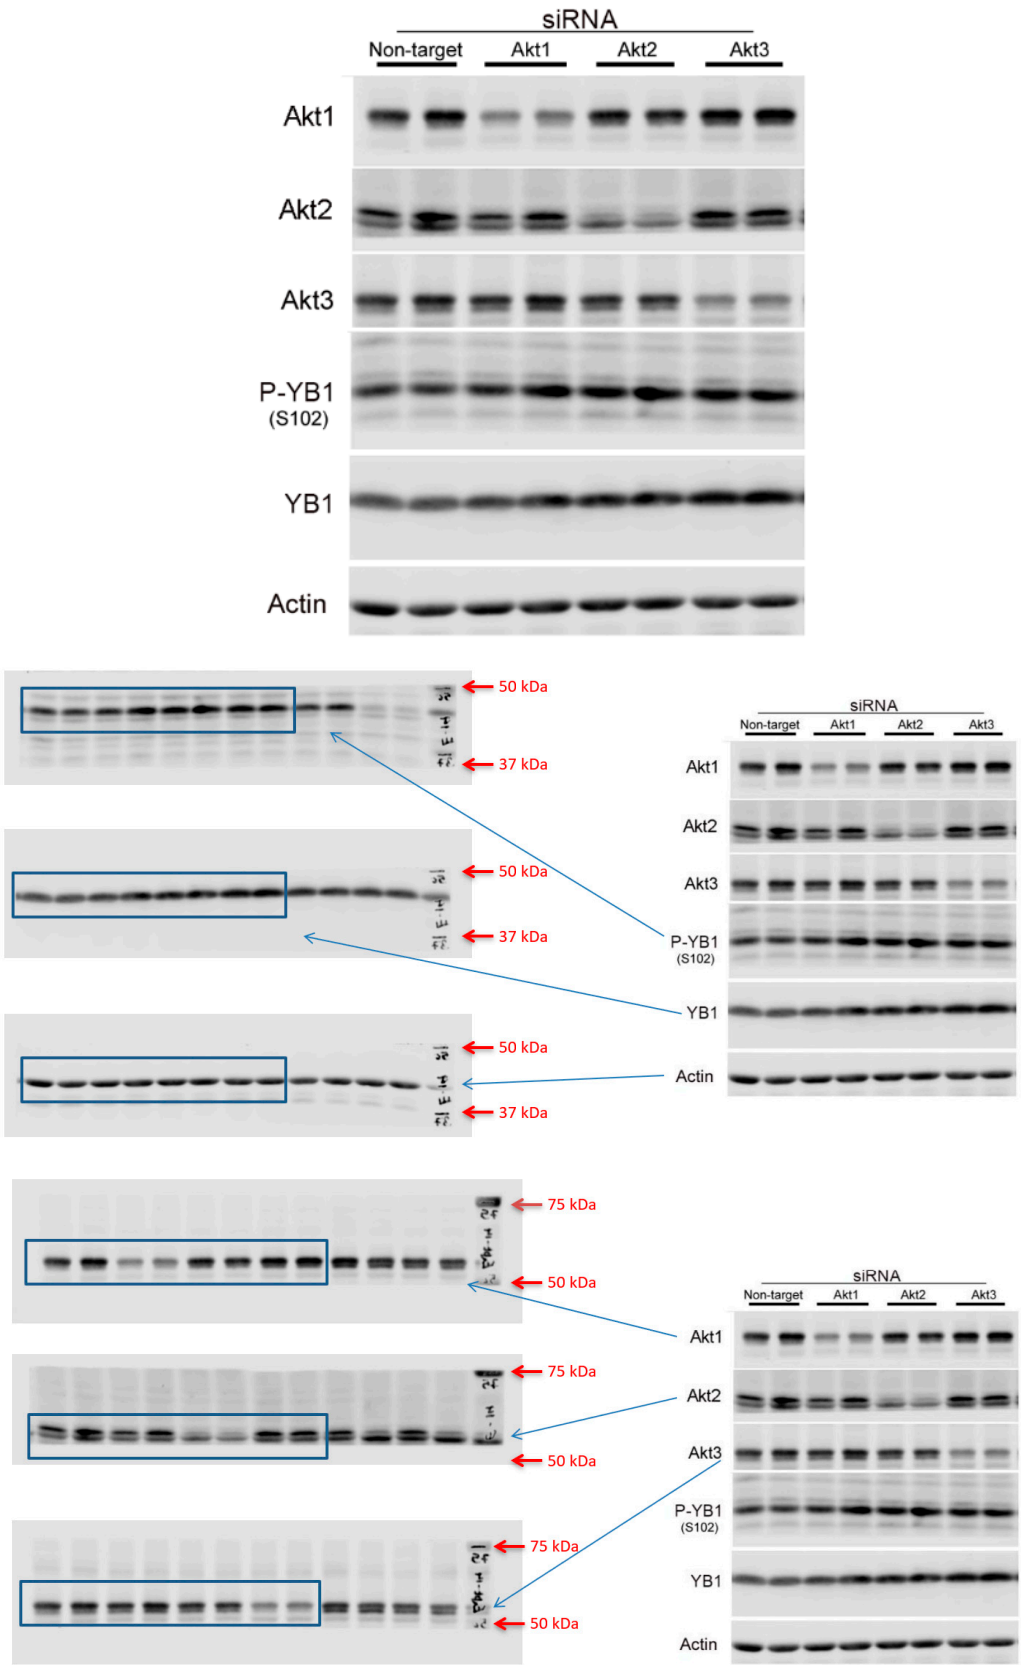 siRNA
Non-target Akt1 Akt2 Akt3
Akt1
Akt2
Akt3
P-YB1
(S102)
YB1
Actin
50 kDa
37 kDa
50 kDa
37 kDa
50 kDa
37 kDa
siRNA
Non-target Akt1 Akt2 Akt3
Akt1
Akt2
Akt3
P-YB1
(S102)
YB1
Actin
75 kDa
50 kDa
75 kDa
50 kDa
75 kDa
50 kDa
siRNA
Non-target Akt1 Akt2 Akt3
Akt1
Akt2
Akt3
P-YB1
(S102)
YB1
Actin